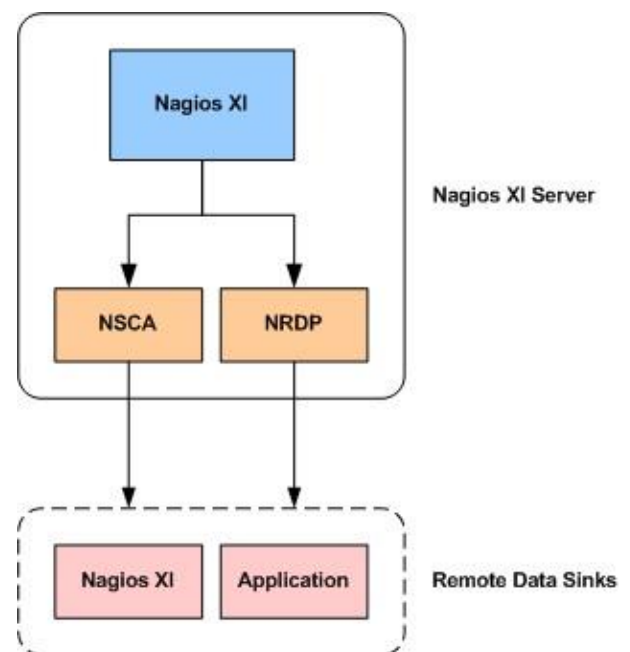 Nagios XI
Nagios XI Server
NSCA
NRDP
Nagios XI
Application
Remote Data Sinks